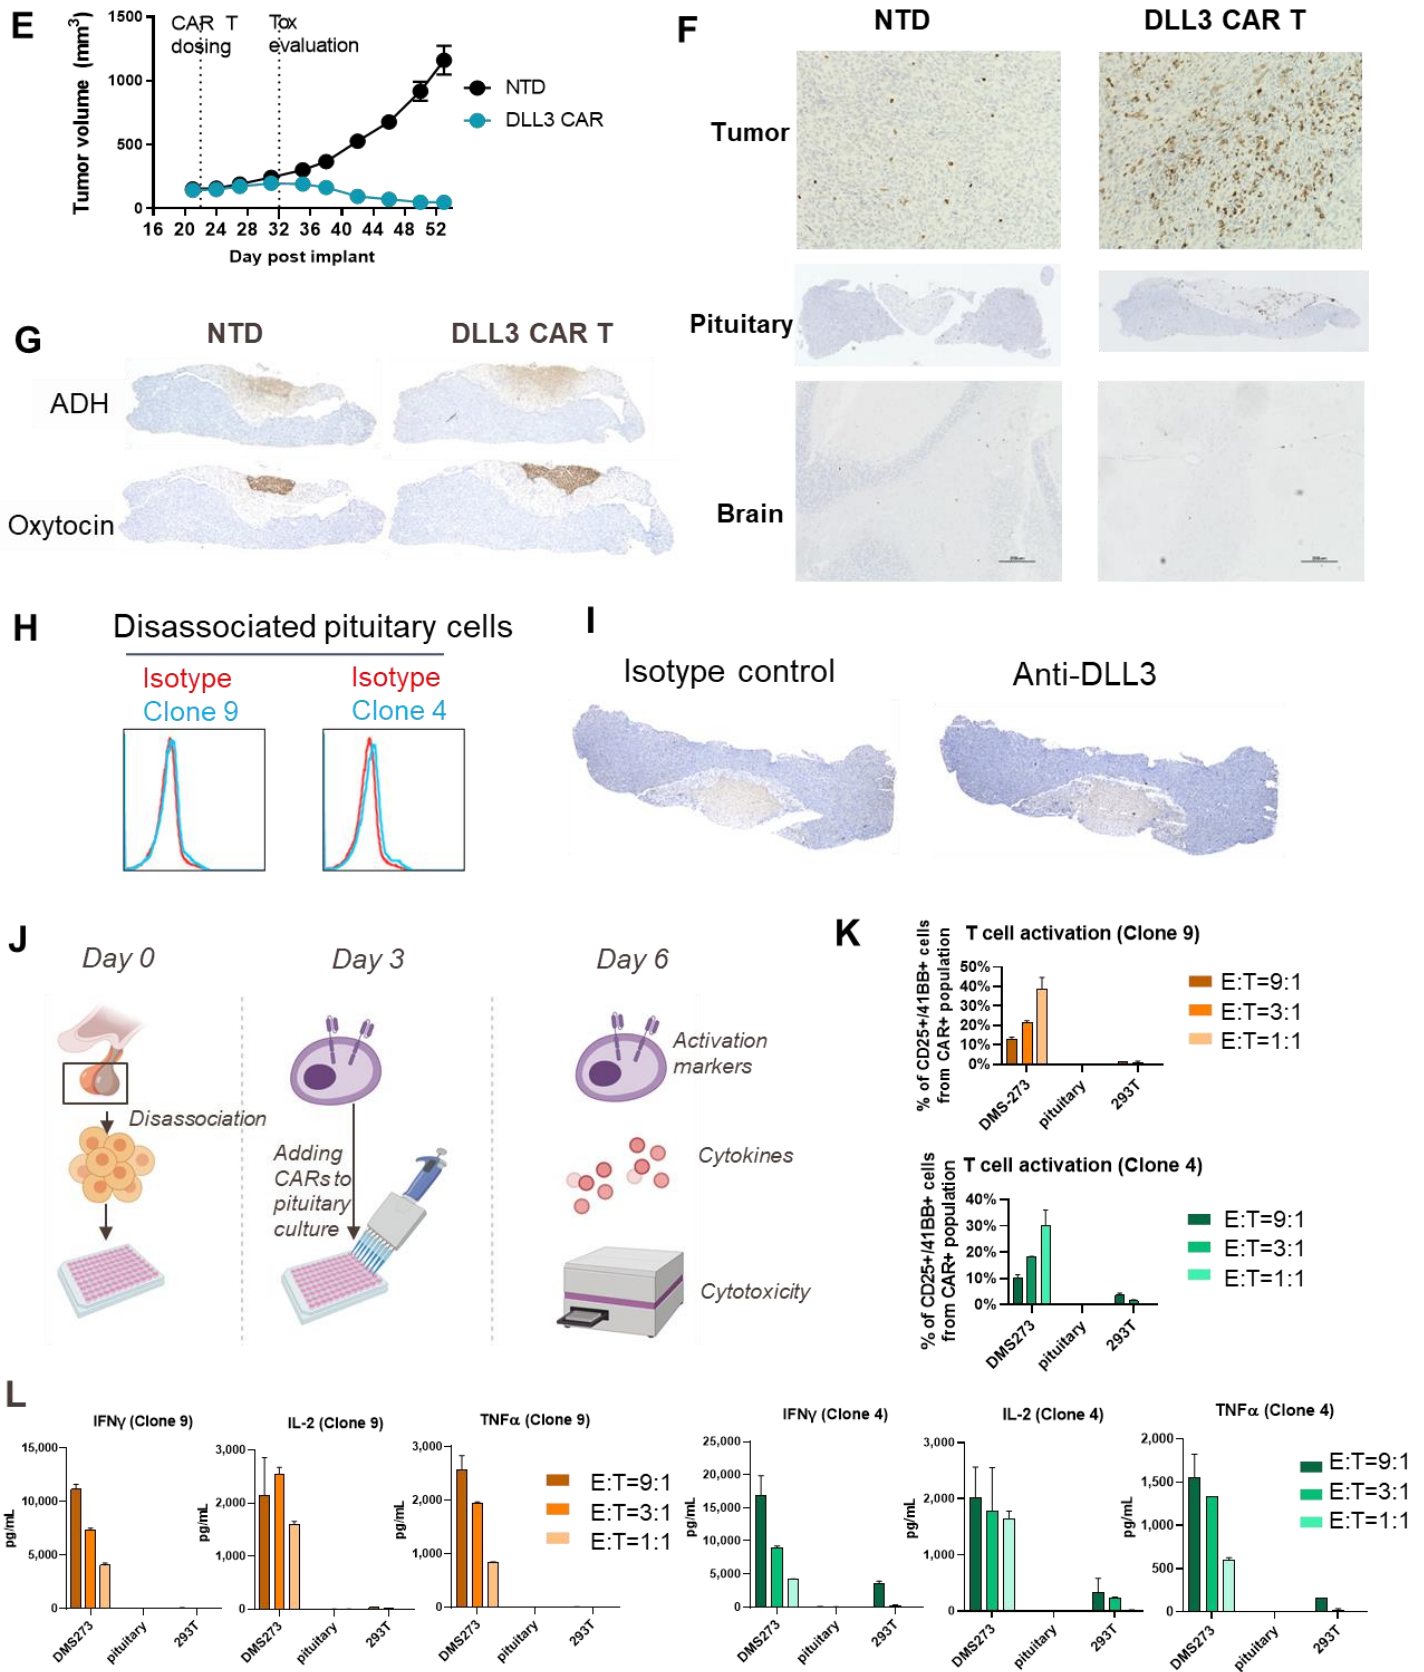 E
1500
1000
500
0
Tumor volume (mm³)
CAR T
dosing
Tox
evaluation
NTD
DLL3 CAR
16 20 24 28 32 36 40 44 48 52
Day post implant
F
NTD
DLL3 CAR T
Tumor
Pituitary
Brain
G
NTD
DLL3 CAR T
ADH
Oxytocin
H
Disassociated pituitary cells
Isotype
Clone 9
Isotype
Clone 4
I
Isotype control
Anti-DLL3
J
Day 0
Day 3
Day 6
Disassociation
Adding
CARs to
pituitary
culture
Activation
markers
Cytokines
Cytotoxicity
K
T cell activation (Clone 9)
% of CD25+/41BB+ cells
from CAR+ population
50%
40%
30%
20%
10%
0%
DMS-273
pituitary
293T
E:T=9:1
E:T=3:1
E:T=1:1
T cell activation (Clone 4)
% of CD25+/41BB+ cells
from CAR+ population
40%
30%
20%
10%
0%
DMS273
pituitary
293T
E:T=9:1
E:T=3:1
E:T=1:1
L
IFNγ (Clone 9)
pg/mL
15,000
10,000
5,000
0
DMS273
pituitary
293T
IL-2 (Clone 9)
pg/mL
3,000
2,000
1,000
0
DMS273
pituitary
293T
TNFα (Clone 9)
pg/mL
3,000
2,000
1,000
0
DMS273
pituitary
293T
E:T=9:1
E:T=3:1
E:T=1:1
IFNγ (Clone 4)
pg/mL
25,000
20,000
15,000
10,000
5,000
0
DMS273
pituitary
293T
IL-2 (Clone 4)
pg/mL
3,000
2,000
1,000
0
DMS273
pituitary
293T
TNFα (Clone 4)
pg/mL
2,000
1,500
1,000
500
0
DMS273
pituitary
293T
E:T=9:1
E:T=3:1
E:T=1:1